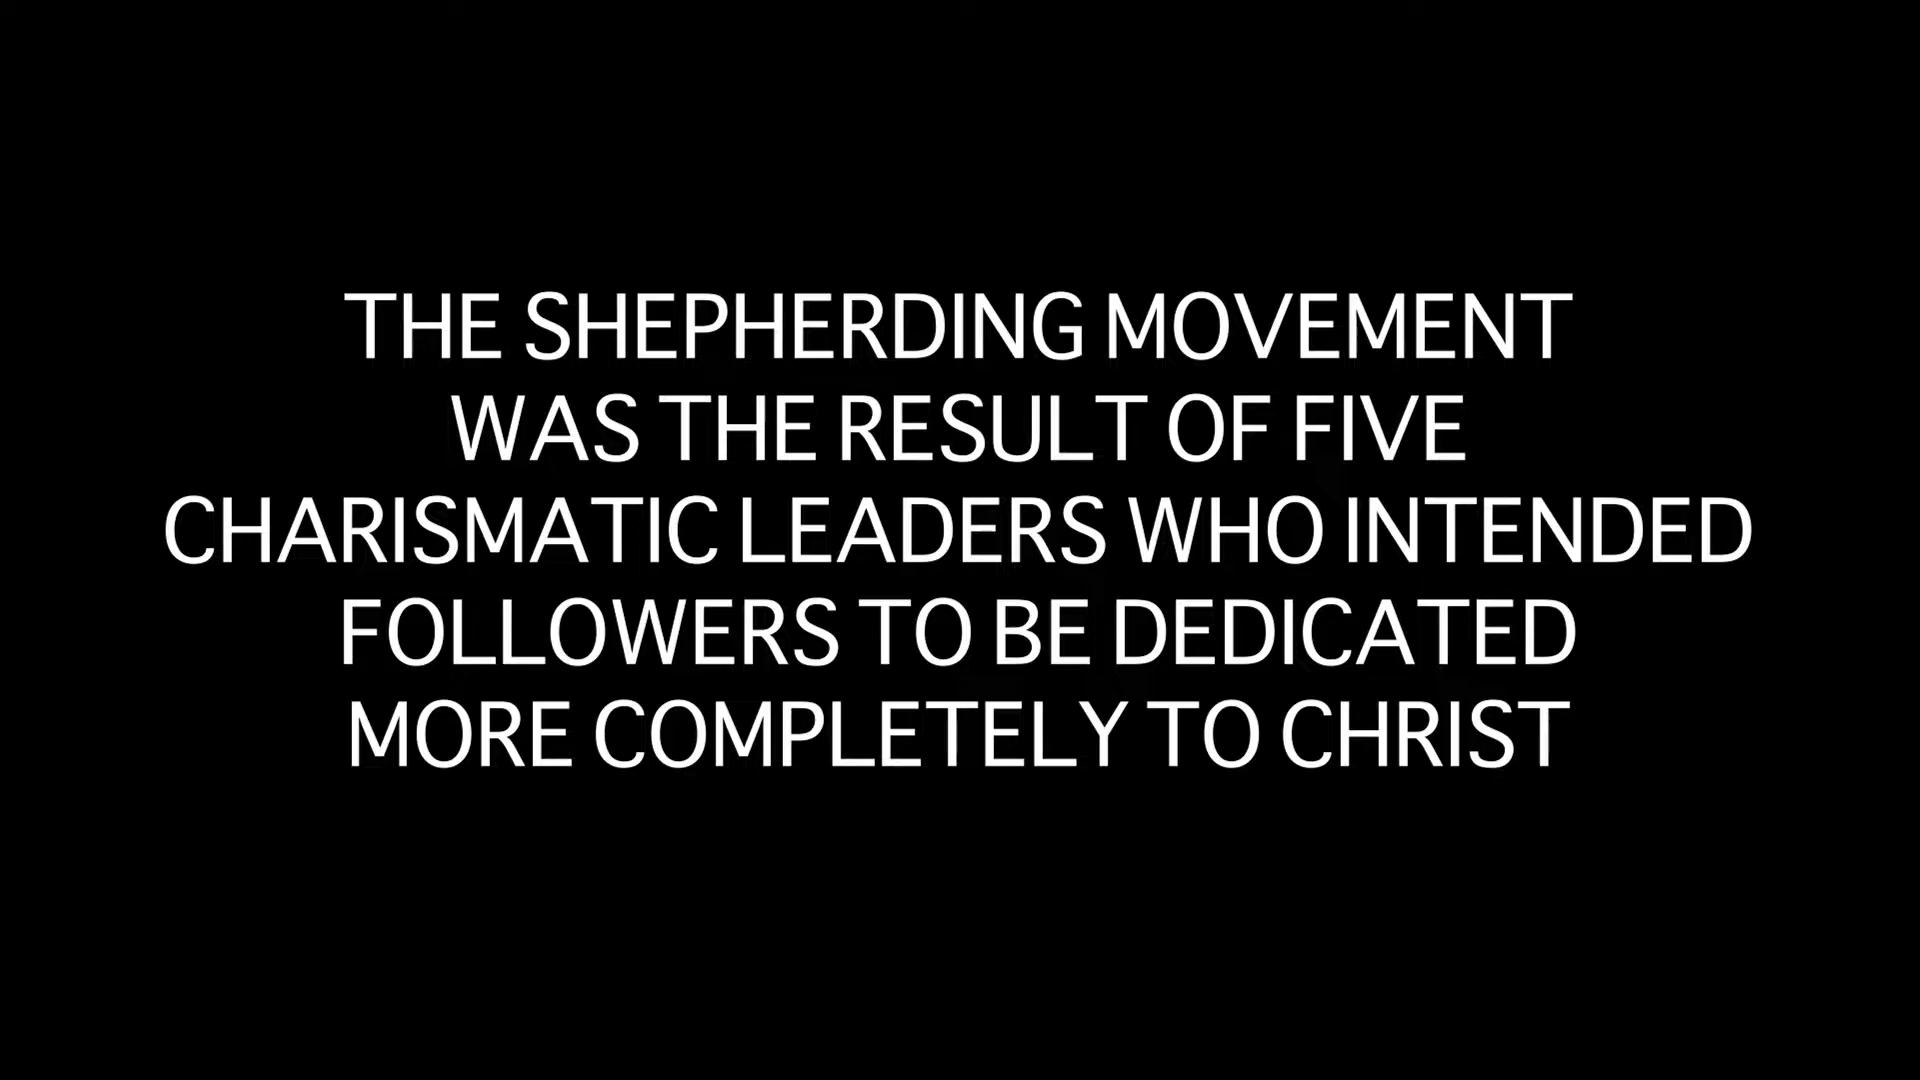 THE SHEPHERDING MOVEMENT
WAS THE RESULT OF FIVE
CHARISMATIC LEADERS WHO INTENDED
FOLLOWERS TO BE DEDICATED
MORE COMPLETELY TO CHRIST